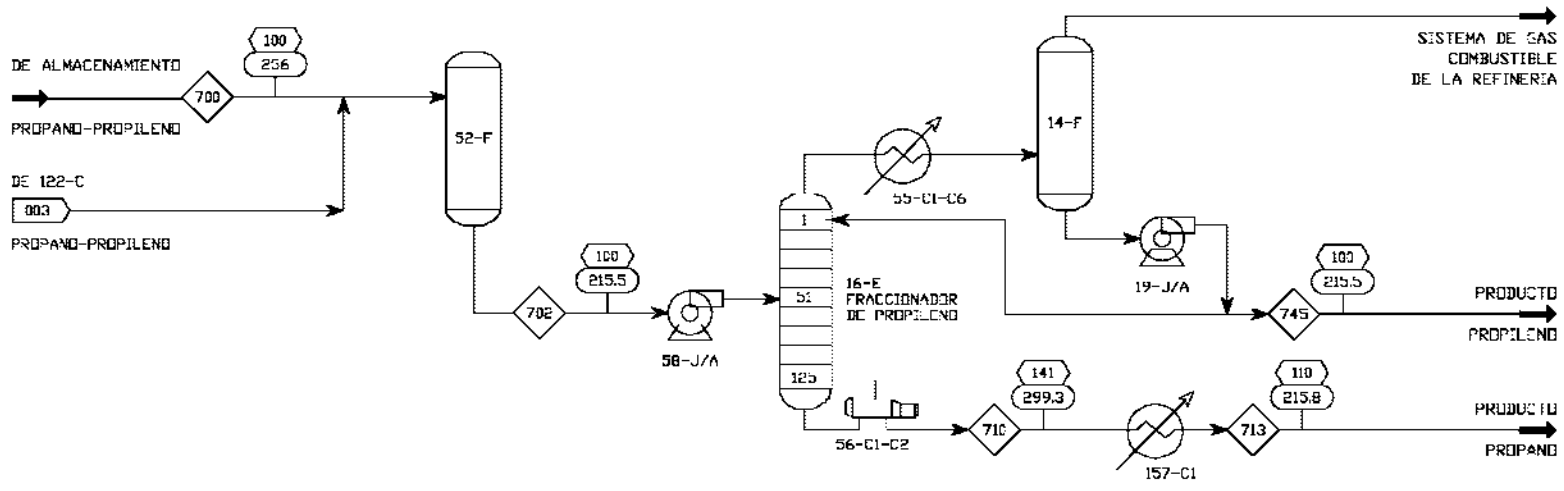 DE ALMACENAMIENTO
700
PROPANO-PROPILENO
100
256
DE 122-C
003
PROPANO-PROPILENO
52-F
702
100
215.5
58-J/A
1
51
125
16-E
FRACCIONADOR
DE PROPILENO
55-C1-C6
14-F
SISTEMA DE GAS
COMBUSTIBLE
DE LA REFINERIA
19-J/A
745
100
215.5
PRODUCTO
PROPILENO
56-C1-C2
710
141
299.3
157-C1
713
110
215.8
PRODUCTO
PROPANO